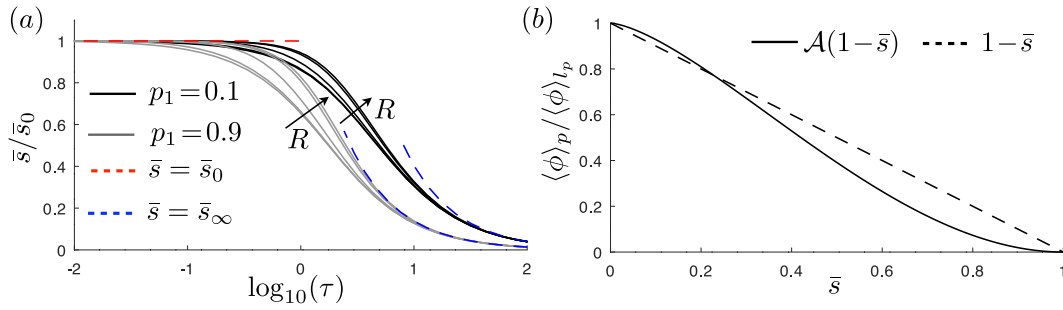 (a)
s̄/s̄₀
1
0.8
0.6
0.4
0.2
0
-2
-1
0
1
2
log₁₀(τ)
p₁=0.1
p₁=0.9
s̄ = s̄₀
s̄ = s̄∞
R
R
(b)
⟨ϕ⟩ₚ/⟨ϕ⟩_{l_p}
1
0.8
0.6
0.4
0.2
0
0
0.2
0.4
0.6
0.8
1
s̄
𝒜(1−s̄)
1−s̄